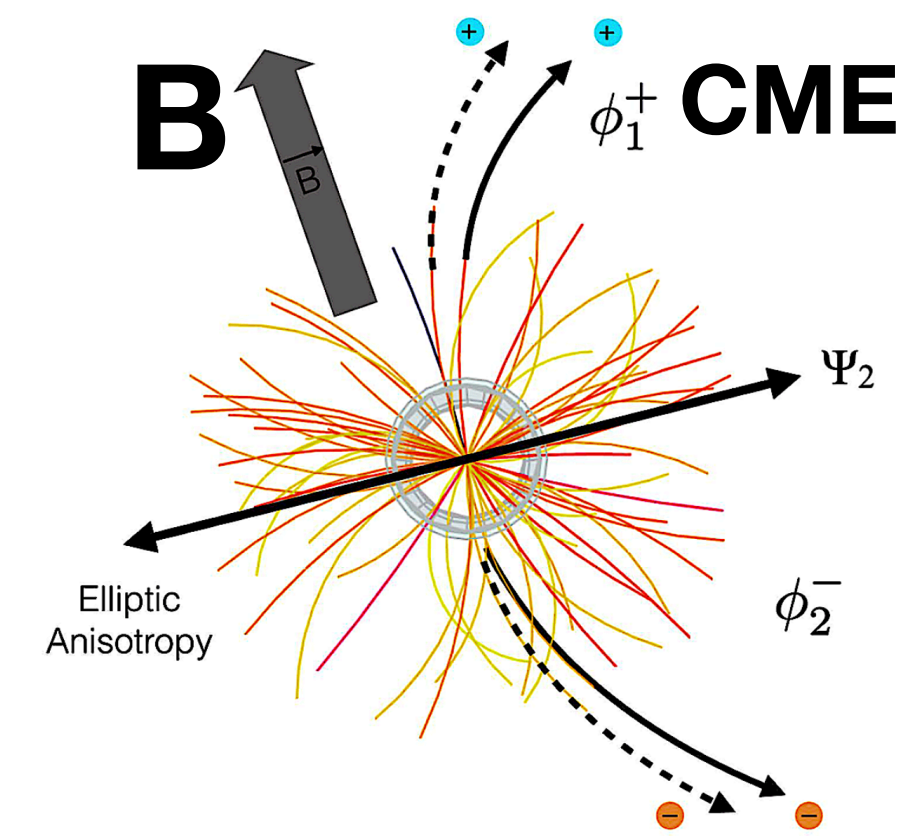 + +
B
B⃗
ϕ₁⁺ CME
Ψ₂
Elliptic
Anisotropy
ϕ₂⁻
− −